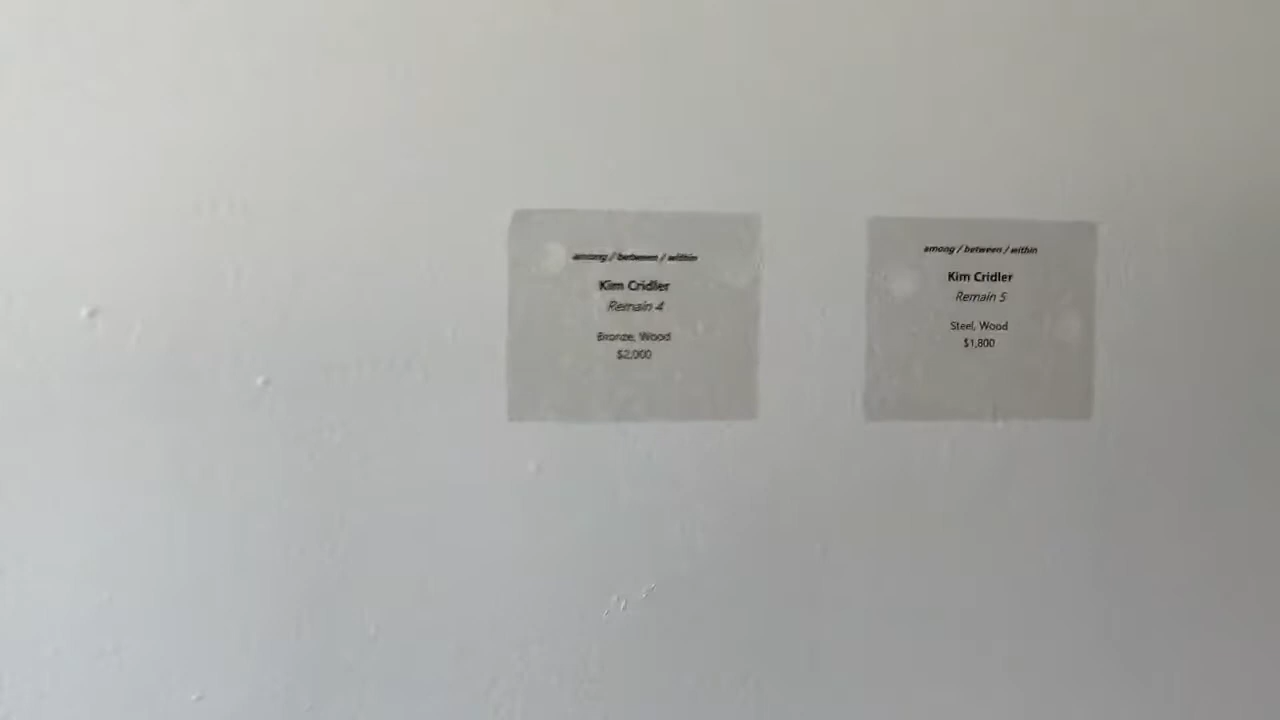 among / between / within
Kim Cridler
Remain 4
Bronze, Wood
$2,000
among / between / within
Kim Cridler
Remain 5
Steel, Wood
$1,800